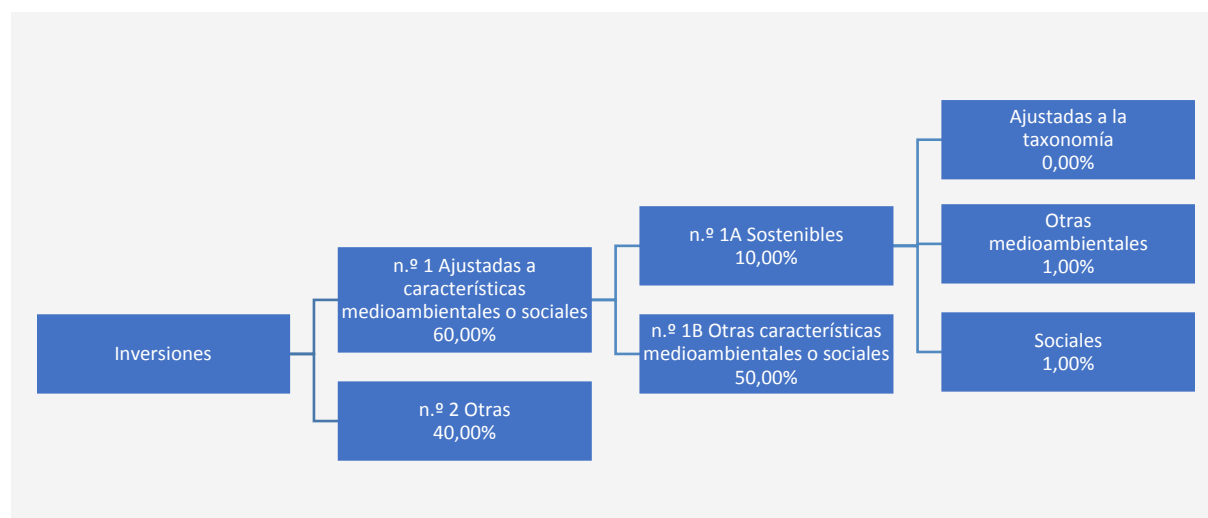 Inversiones
n.º 1 Ajustadas a
características
medioambientales o sociales
60,00%
n.º 2 Otras
40,00%
n.º 1A Sostenibles
10,00%
n.º 1B Otras características
medioambientales o sociales
50,00%
Ajustadas a la
taxonomía
0,00%
Otras
medioambientales
1,00%
Sociales
1,00%